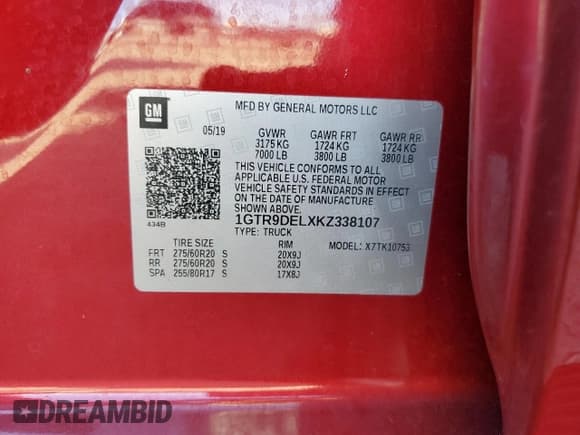 GM
MFD BY GENERAL MOTORS LLC
05/19 GVWR GAWR FRT GAWR RR
3175 KG 1724 KG 1724 KG
7000 LB 3800 LB 3800 LB
THIS VEHICLE CONFORMS TO ALL
APPLICABLE U.S. FEDERAL MOTOR
VEHICLE SAFETY STANDARDS IN EFFECT
ON THE DATE OF MANUFACTURE
SHOWN ABOVE.
434B 1GTR9DELXKZ338107
TYPE: TRUCK
TIRE SIZE RIM MODEL: X7TK10753
FRT 275/60R20 S 20X9J
RR 275/60R20 S 20X9J
SPA 255/80R17 S 17X8J
DREAMBID